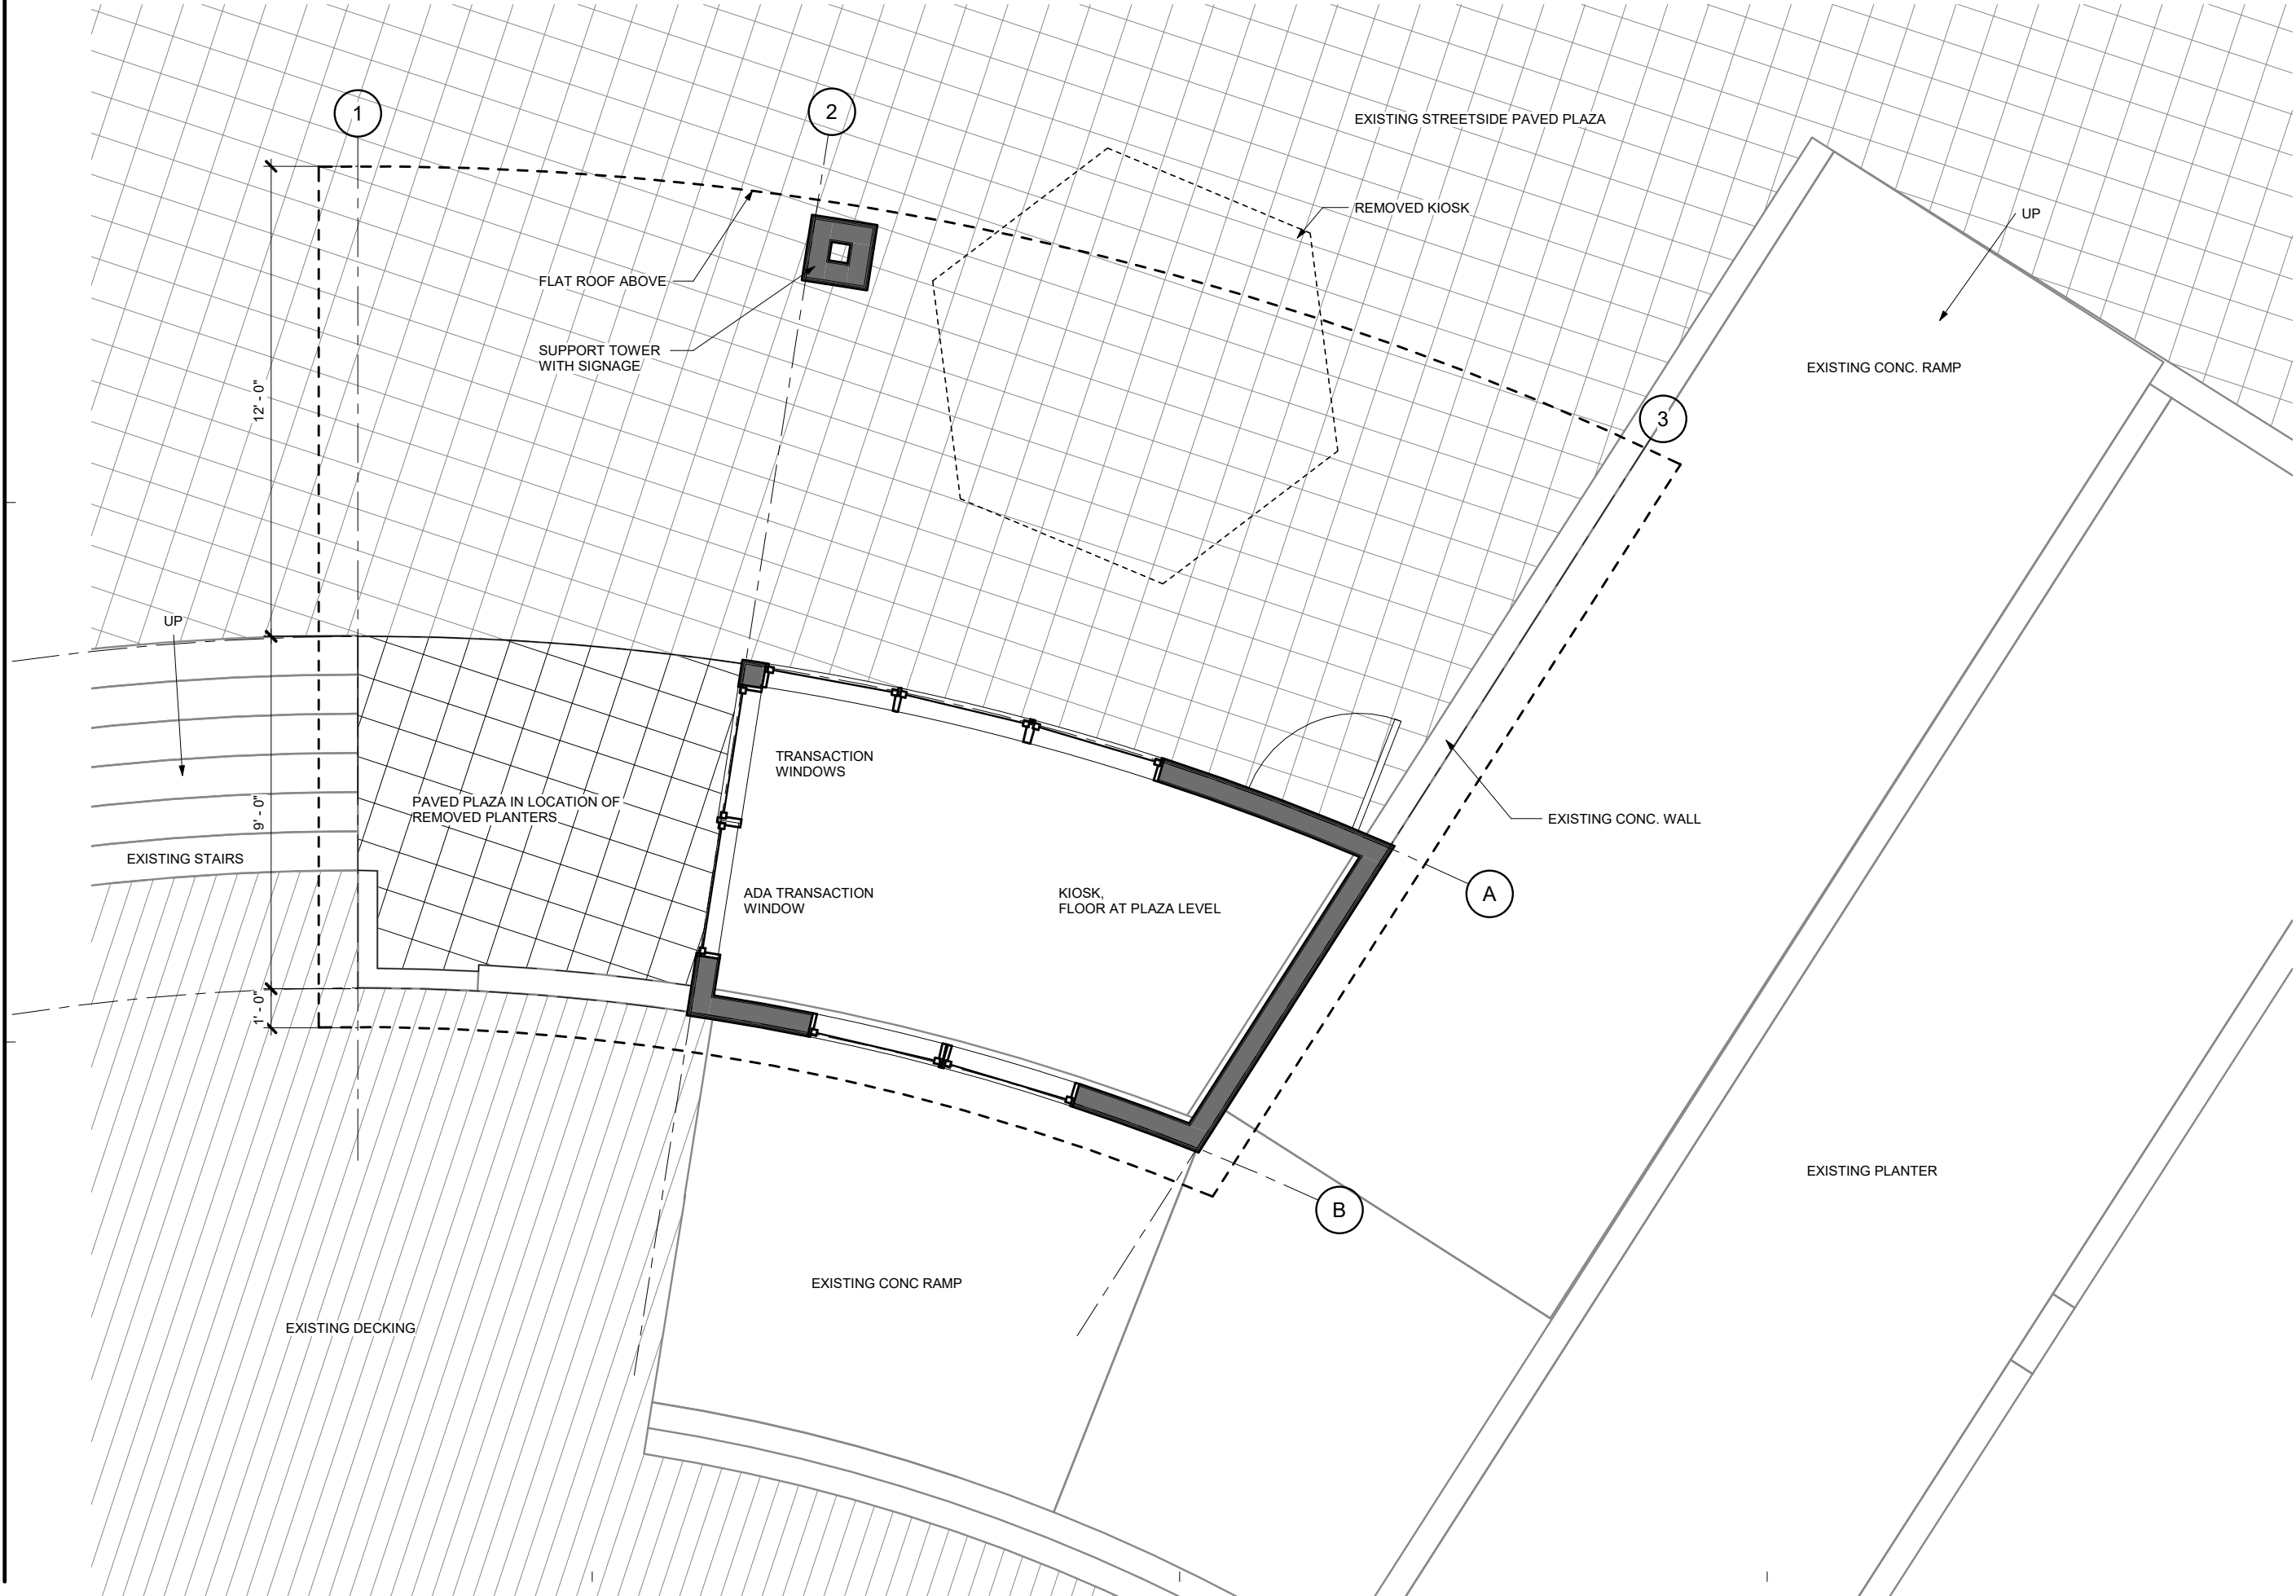 1
2
EXISTING STREETSIDE PAVED PLAZA
REMOVED KIOSK
UP
FLAT ROOF ABOVE
SUPPORT TOWER
WITH SIGNAGE
EXISTING CONC. RAMP
12' - 0"
3
UP
TRANSACTION
WINDOWS
PAVED PLAZA IN LOCATION OF
REMOVED PLANTERS
9' - 0"
EXISTING CONC. WALL
EXISTING STAIRS
ADA TRANSACTION
WINDOW
KIOSK,
FLOOR AT PLAZA LEVEL
A
1' - 0"
EXISTING PLANTER
B
EXISTING CONC RAMP
EXISTING DECKING